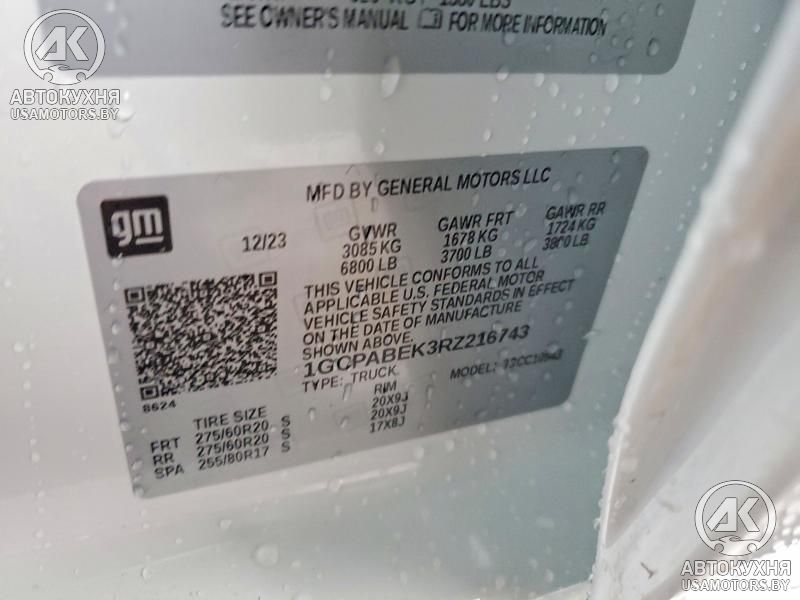 SEE OWNER'S MANUAL FOR MORE INFORMATION
AK
АВТОКУХНЯ
USAMOTORS.BY
gm
MFD BY GENERAL MOTORS LLC
12/23
GVWR
3085 KG
6800 LB
GAWR FRT
1678 KG
3700 LB
GAWR RR
1724 KG
3800 LB
THIS VEHICLE CONFORMS TO ALL
APPLICABLE U.S. FEDERAL MOTOR
VEHICLE SAFETY STANDARDS IN EFFECT
ON THE DATE OF MANUFACTURE
SHOWN ABOVE.
1GCPABEK3RZ216743
TYPE: TRUCK
MODEL:
8624
TIRE SIZE RIM
FRT 275/60R20 S 20X9J
RR 275/60R20 S 20X9J
SPA 255/80R17 S 17X8J
AK
АВТОКУХНЯ
USAMOTORS.BY